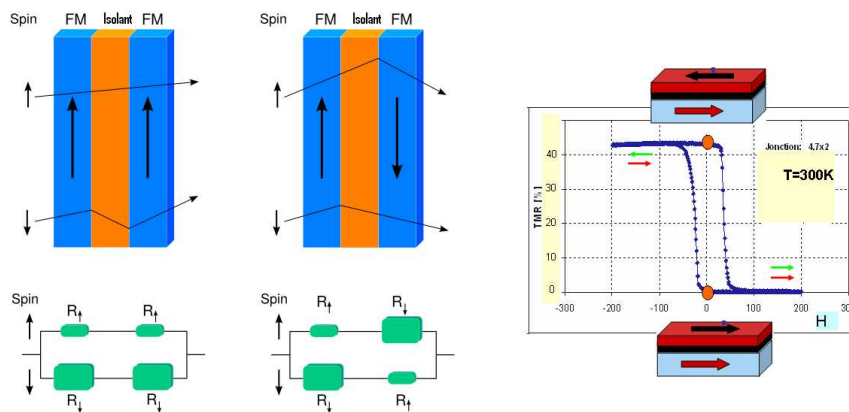 Spin FM Isolant FM
Spin FM Isolant FM
Spin
R↑ R↑
R↓ R↓
Spin
R↑ R↓
R↓ R↑
TMR [%]
40
30
20
10
0
-300 -200 -100 0 100 200 300
H
Jonction: 4,7x2
T=300K